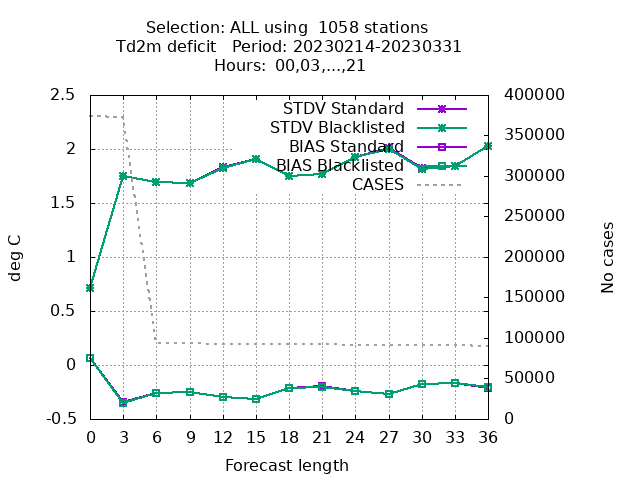 Selection: ALL using  1058 stations
Td2m deficit   Period: 20230214-20230331
Hours: 00,03,...,21
STDV Standard
STDV Blacklisted
BIAS Standard
BIAS Blacklisted
CASES
2.5
2
1.5
1
0.5
0
-0.5
deg C
400000
350000
300000
250000
200000
150000
100000
50000
0
No cases
0 3 6 9 12 15 18 21 24 27 30 33 36
Forecast length